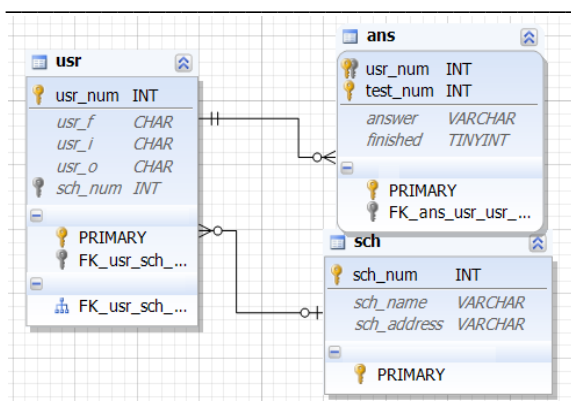 usr
usr_num INT
usr_f CHAR
usr_i CHAR
usr_o CHAR
sch_num INT
PRIMARY
FK_usr_sch_...
FK_usr_sch_...
ans
usr_num INT
test_num INT
answer VARCHAR
finished TINYINT
PRIMARY
FK_ans_usr_usr_...
sch
sch_num INT
sch_name VARCHAR
sch_address VARCHAR
PRIMARY